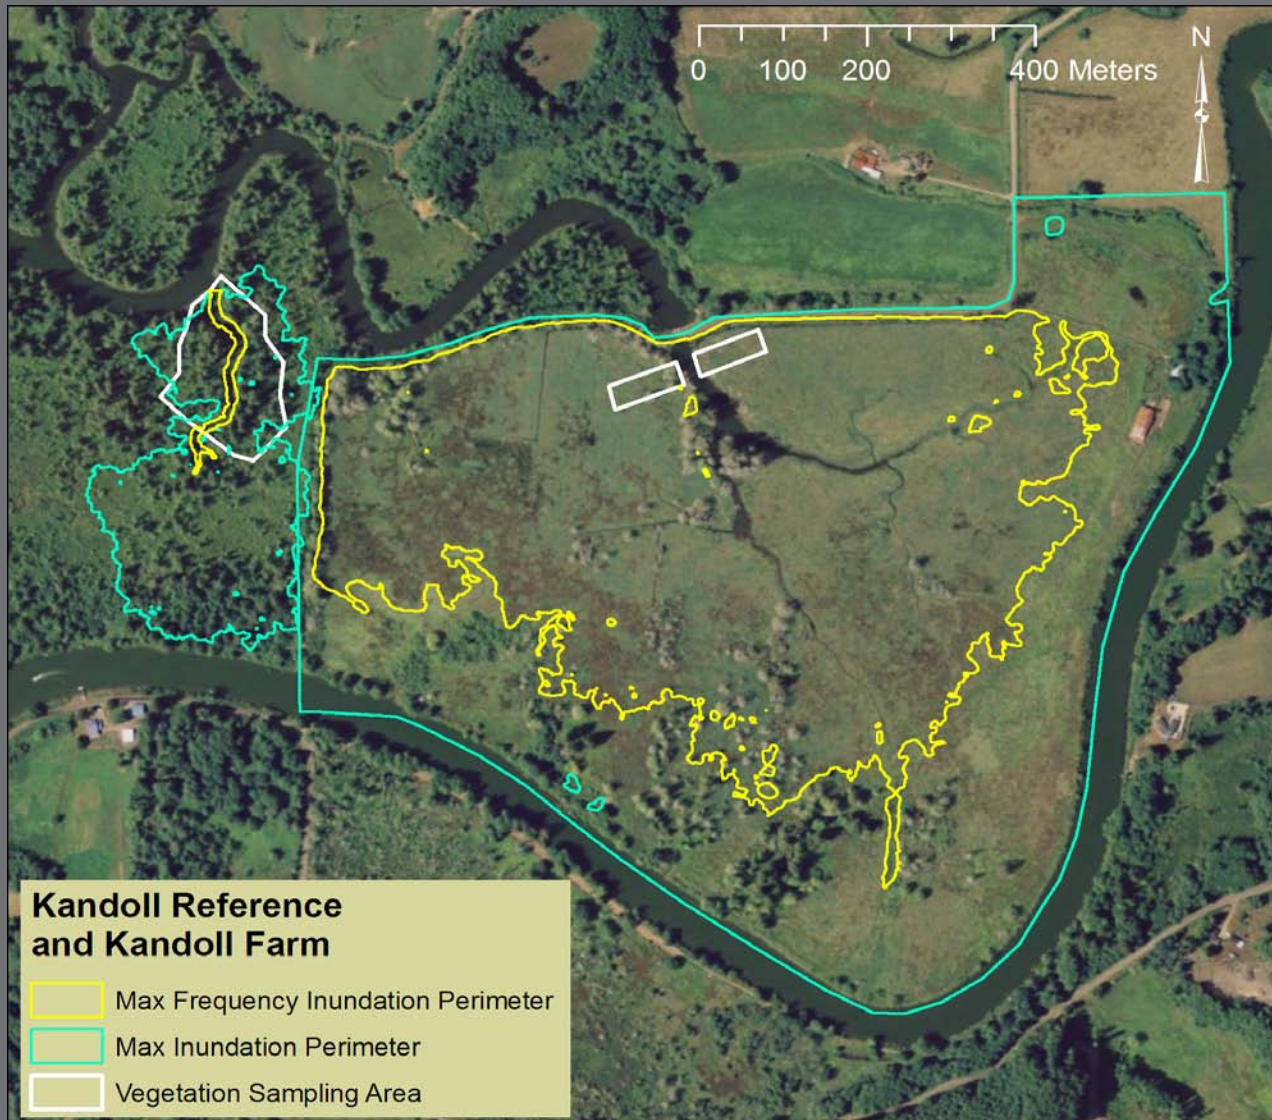 N
0 100 200 400 Meters
Kandoll Reference
and Kandoll Farm
Max Frequency Inundation Perimeter
Max Inundation Perimeter
Vegetation Sampling Area